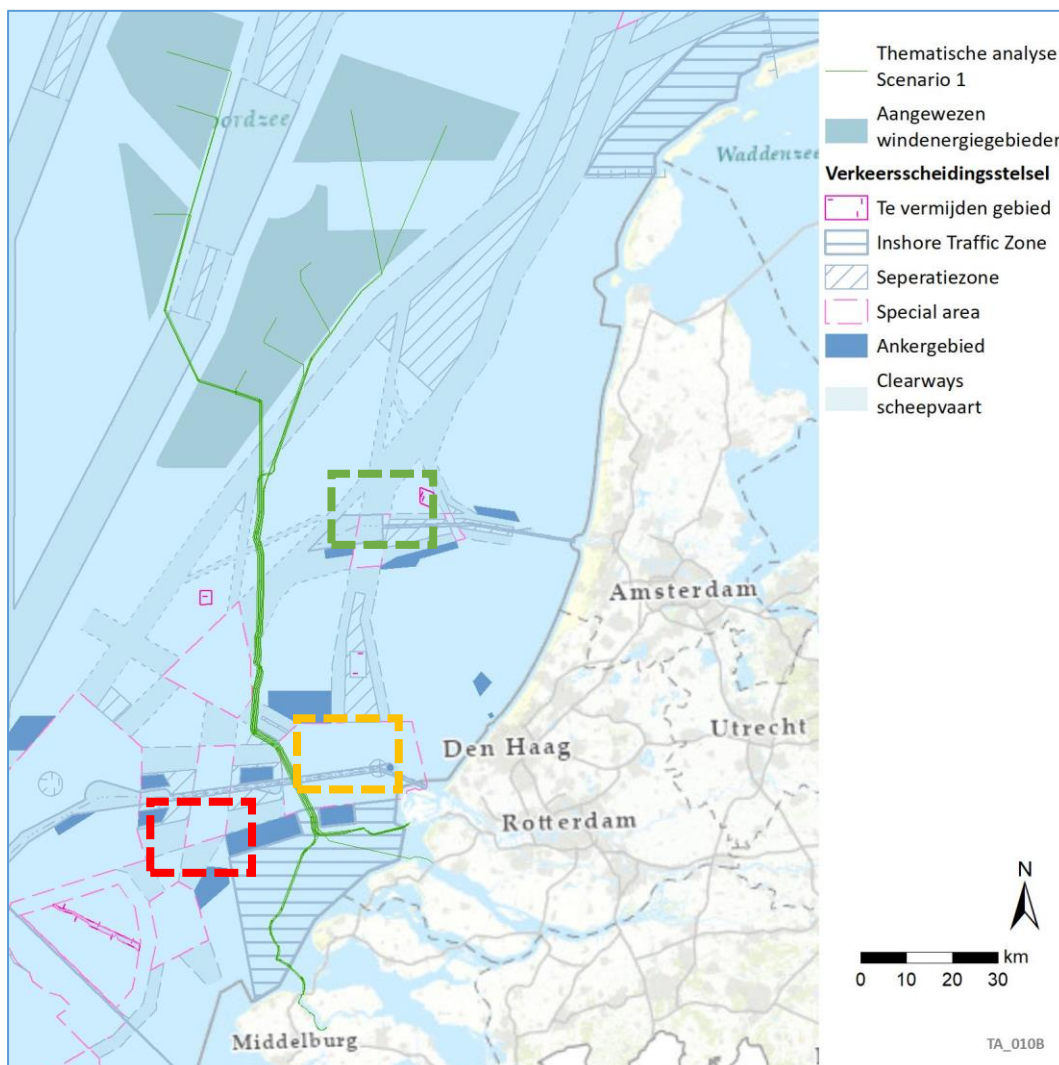 oordzee
Waddenzee
Amsterdam
Utrecht
Den Haag
Rotterdam
Middelburg
Thematische analyse
Scenario 1
Aangewezen
windenergiegebieden
Verkeersscheidingsstelsel
Te vermijden gebied
Inshore Traffic Zone
Seperatiezone
Special area
Ankergebied
Clearways
scheepvaart
N
km
0 10 20 30
TA_010B